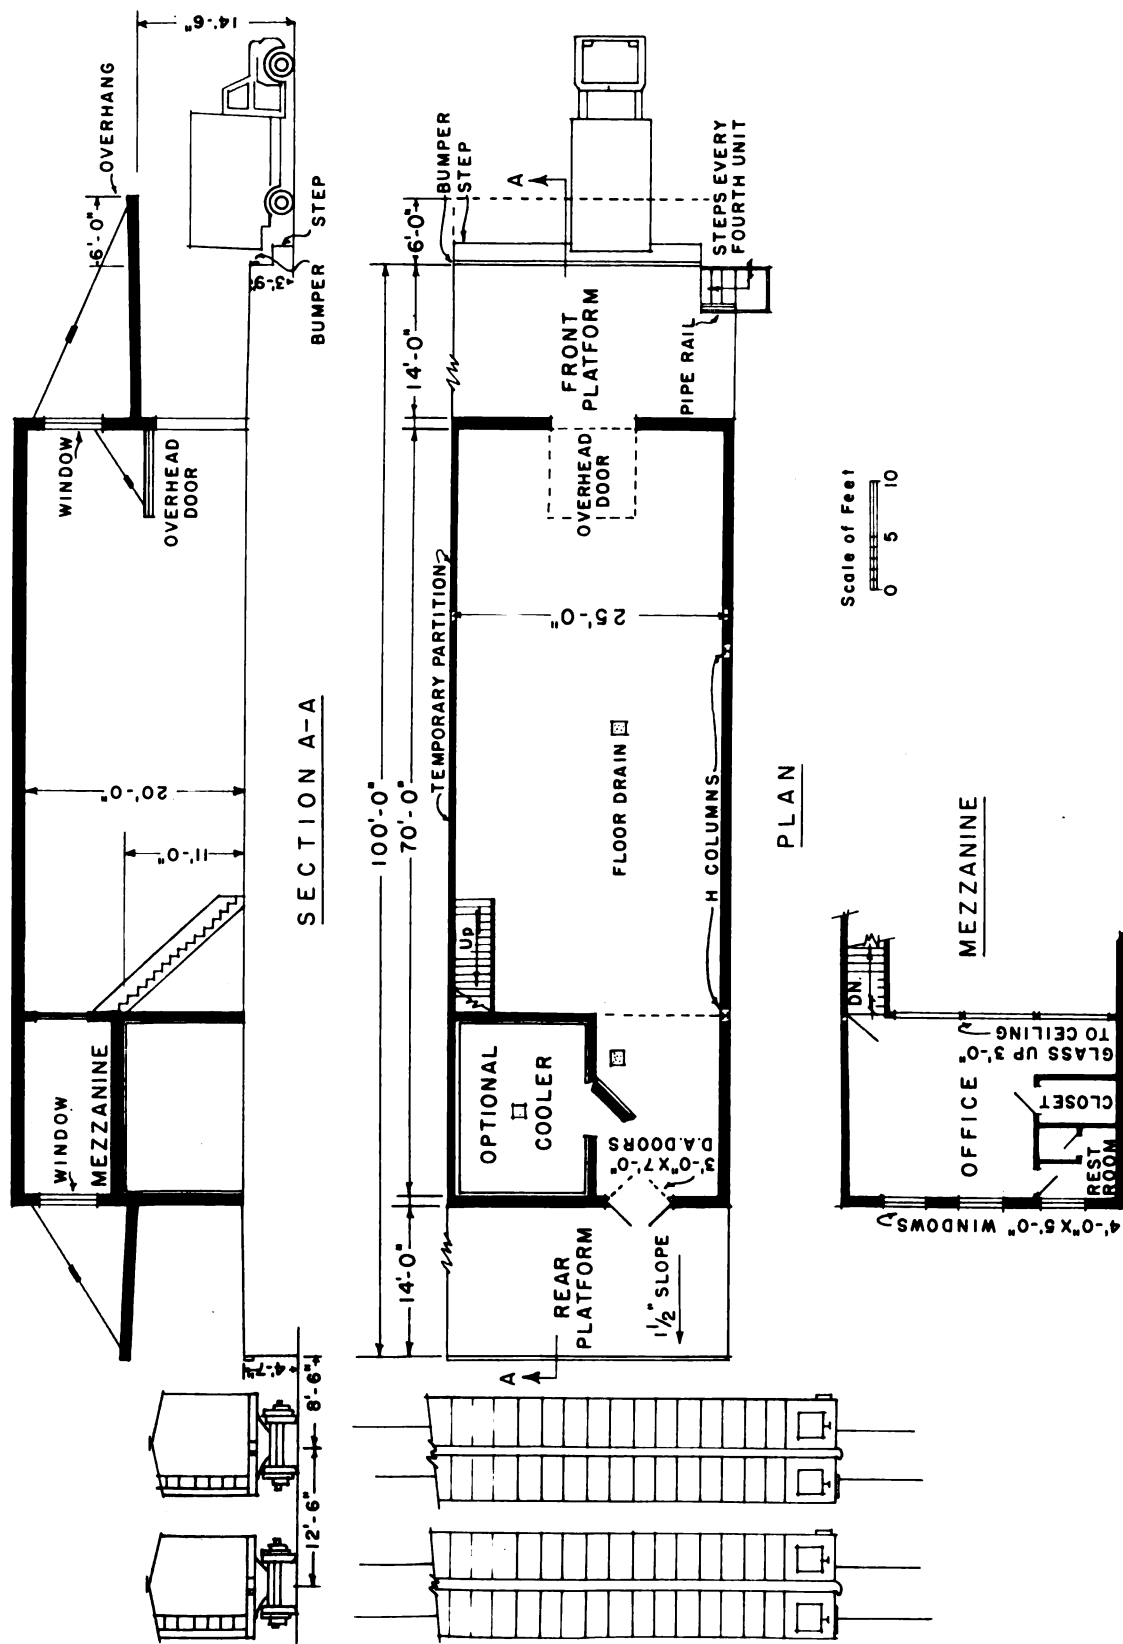 14'-6"
OVERHANG
6'-0"
3'-9"
STEP
BUMPER
WINDOW
OVERHEAD
DOOR
20'-0"
11'-0"
WINDOW
MEZZANINE
4'-7"
8'-6"
12'-6"
SECTION A-A
100'-0"
70'-0"
14'-0"
14'-0"
6'-0"
BUMPER
STEP
A
STEPS EVERY
FOURTH UNIT
FRONT
PLATFORM
PIPE RAIL
OVERHEAD
DOOR
TEMPORARY PARTITION
25'-0"
FLOOR DRAIN
H COLUMNS
Up
OPTIONAL
COOLER
3'-0"X7'-0"
D.A.DOORS
REAR
PLATFORM
1½" SLOPE
A
PLAN
Scale of Feet
0 5 10
MEZZANINE
DN.
GLASS UP 3'-0"
TO CEILING
OFFICE
CLOSET
REST
ROOM
4'-0"X5'-0" WINDOWS